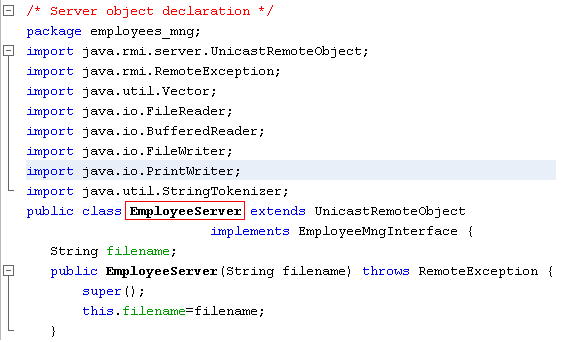 /* Server object declaration */
package employees_mng;
import java.rmi.server.UnicastRemoteObject;
import java.rmi.RemoteException;
import java.util.Vector;
import java.io.FileReader;
import java.io.BufferedReader;
import java.io.FileWriter;
import java.io.PrintWriter;
import java.util.StringTokenizer;
public class EmployeeServer extends UnicastRemoteObject
                       implements EmployeeMngInterface {
   String filename;
   public EmployeeServer(String filename) throws RemoteException {
       super();
       this.filename=filename;
   }